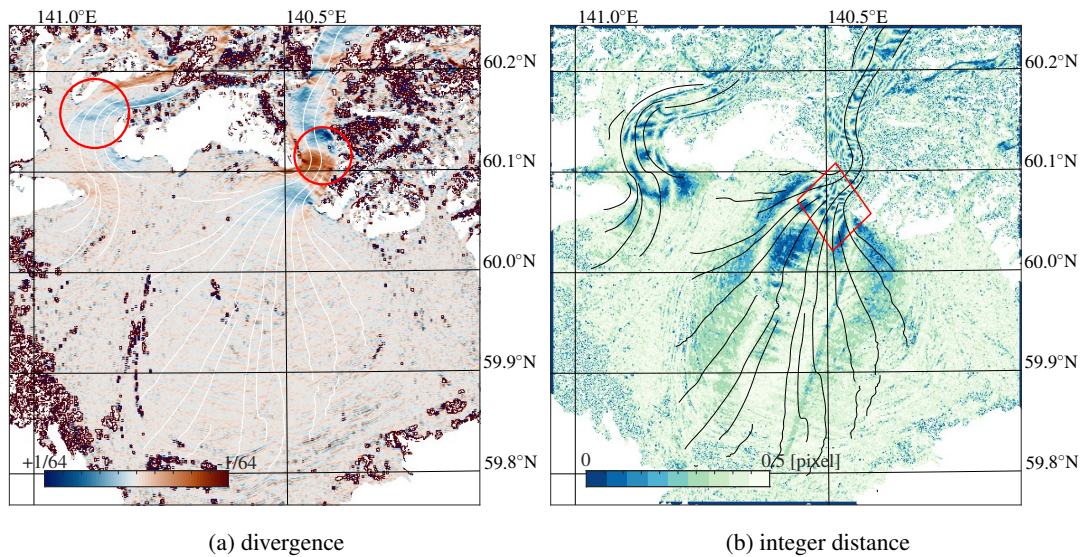 141.0°E 140.5°E 141.0°E 140.5°E
60.2°N 60.2°N
60.1°N 60.1°N
60.0°N 60.0°N
59.9°N 59.9°N
+1/64 -1/64 59.8°N 0 0.5 [pixel] 59.8°N
(a) divergence (b) integer distance